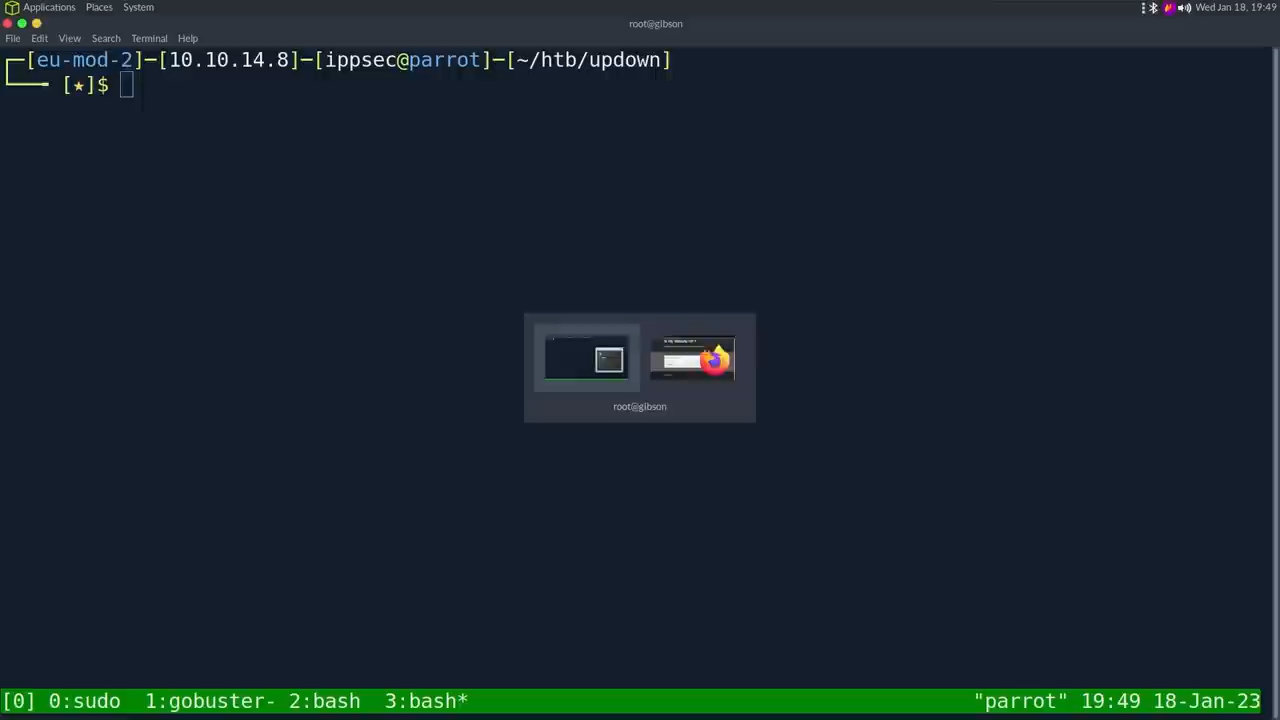 Applications Places System
Wed Jan 18, 19:49
root@gibson
File Edit View Search Terminal Help
┌─[eu-mod-2]─[10.10.14.8]─[ippsec@parrot]─[~/htb/updown]
└──╼ [★]$
root@gibson
[0] 0:sudo 1:gobuster- 2:bash 3:bash* "parrot" 19:49 18-Jan-23